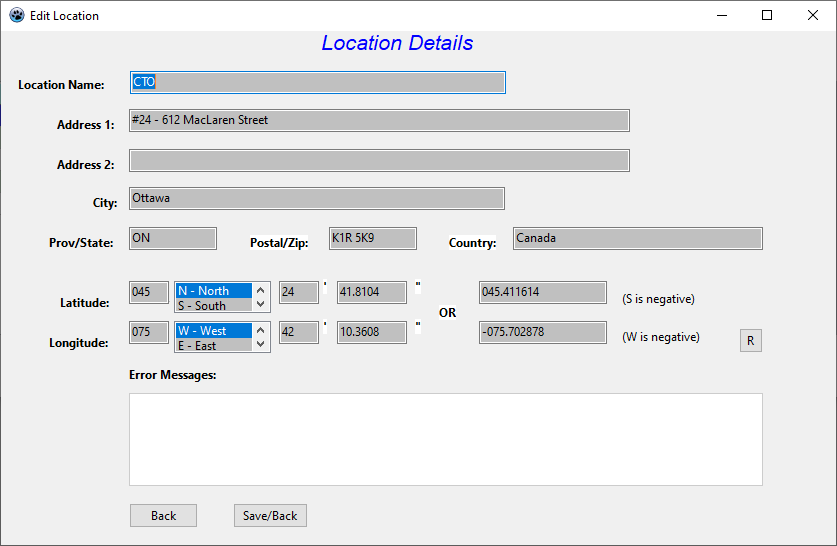 Edit Location
Location Details
Location Name: CTO
Address 1: #24 - 612 MacLaren Street
Address 2:
City: Ottawa
Prov/State: ON Postal/Zip: K1R 5K9 Country: Canada
Latitude: 045 N - North 24 ' 41.8104 " 045.411614 (S is negative)
S - South
OR
Longitude: 075 W - West 42 ' 10.3608 " -075.702878 (W is negative) R
E - East
Error Messages:
Back Save/Back